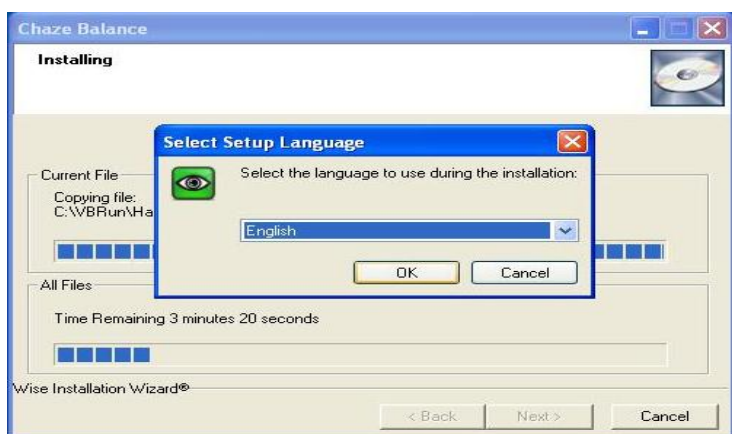 Chaze Balance
Installing
Select Setup Language
Select the language to use during the installation:
English
OK Cancel
Current File
Copying file:
C:\VBRun\Ha
All Files
Time Remaining 3 minutes 20 seconds
Wise Installation Wizard®
< Back Next > Cancel